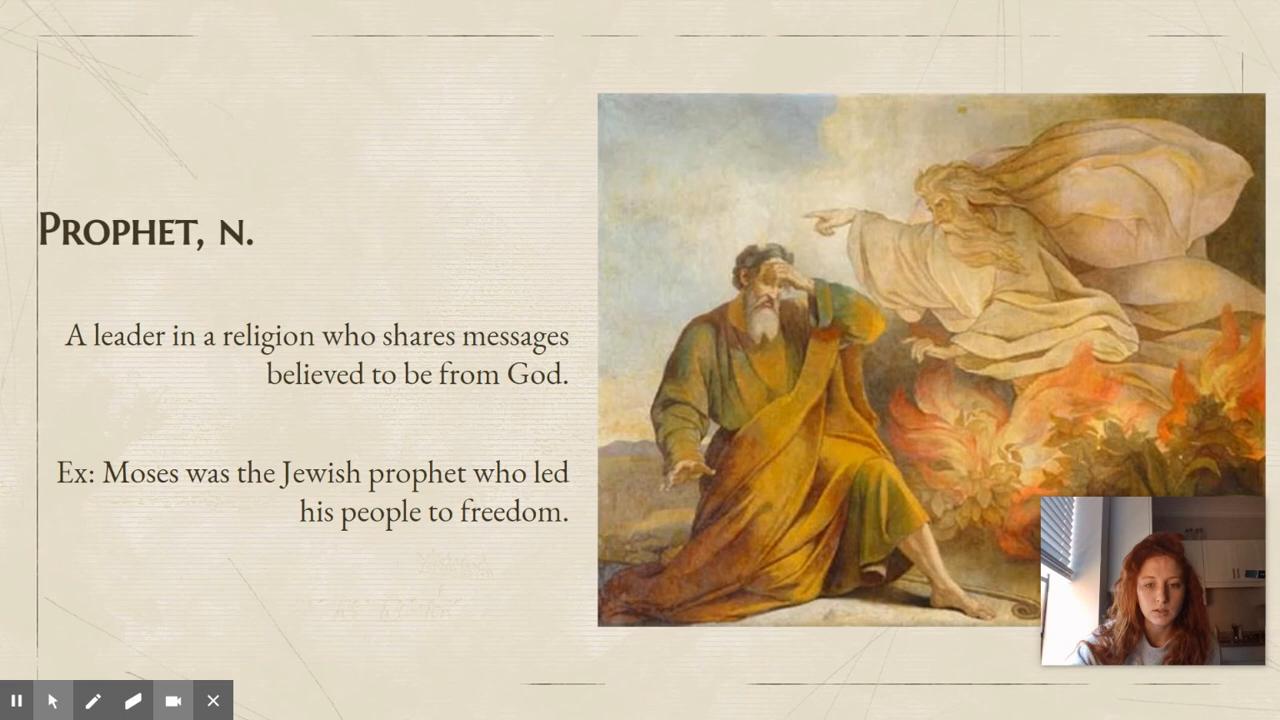 Prophet, n.
A leader in a religion who shares messages
believed to be from God.
Ex: Moses was the Jewish prophet who led
his people to freedom.